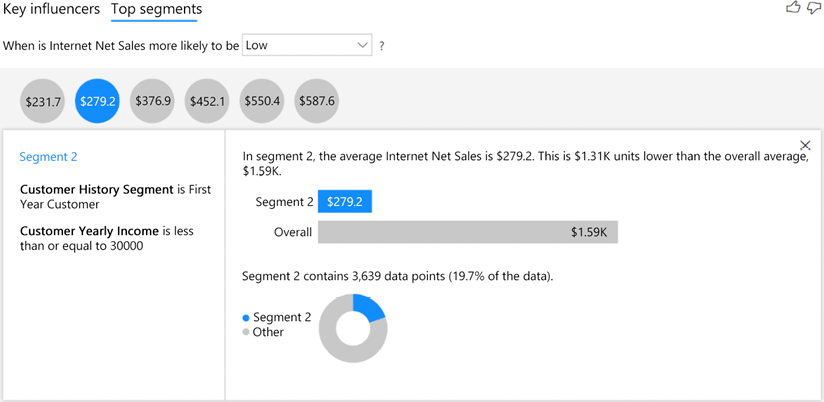 Key influencers Top segments
When is Internet Net Sales more likely to be Low ?
$231.7 $279.2 $376.9 $452.1 $550.4 $587.6
Segment 2
Customer History Segment is First
Year Customer
Customer Yearly Income is less
than or equal to 30000
In segment 2, the average Internet Net Sales is $279.2. This is $1.31K units lower than the overall average,
$1.59K.
Segment 2 $279.2
Overall $1.59K
Segment 2 contains 3,639 data points (19.7% of the data).
Segment 2
Other